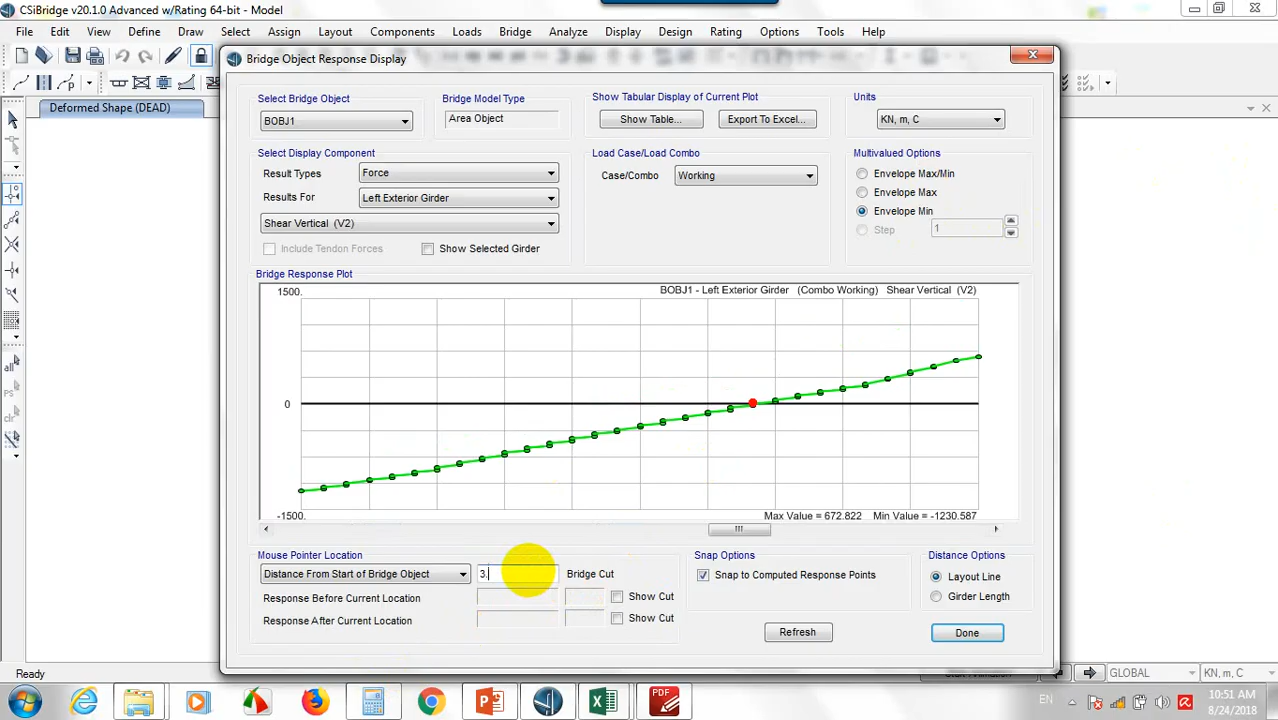 CSiBridge v20.1.0 Advanced w/Rating 64-bit - Model
File Edit View Define Draw Select Assign Layout Components Loads Bridge Analyze Display Design Rating Options Tools Help
Bridge Object Response Display
Deformed Shape (DEAD)
Select Bridge Object
BOBJ1
Bridge Model Type
Area Object
Show Tabular Display of Current Plot
Show Table...
Export To Excel...
Units
KN, m, C
Select Display Component
Result Types
Force
Results For
Left Exterior Girder
Shear Vertical (V2)
Include Tendon Forces
Show Selected Girder
Load Case/Load Combo
Case/Combo
Working
Multivalued Options
Envelope Max/Min
Envelope Max
Envelope Min
Step
1
Bridge Response Plot
1500.
BOBJ1 - Left Exterior Girder (Combo Working) Shear Vertical (V2)
0
-1500.
Max Value = 672.822 Min Value = -1230.587
Mouse Pointer Location
Distance From Start of Bridge Object
3.
Bridge Cut
Response Before Current Location
Show Cut
Response After Current Location
Show Cut
Snap Options
Snap to Computed Response Points
Refresh
Distance Options
Layout Line
Girder Length
Done
Ready
GLOBAL
KN, m, C
EN
10:51 AM
8/24/2018